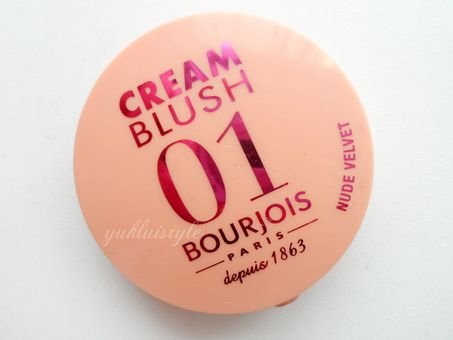 CREAM
BLUSH
01
BOURJOIS
PARIS
depuis 1863
NUDE VELVET
yukluistyle